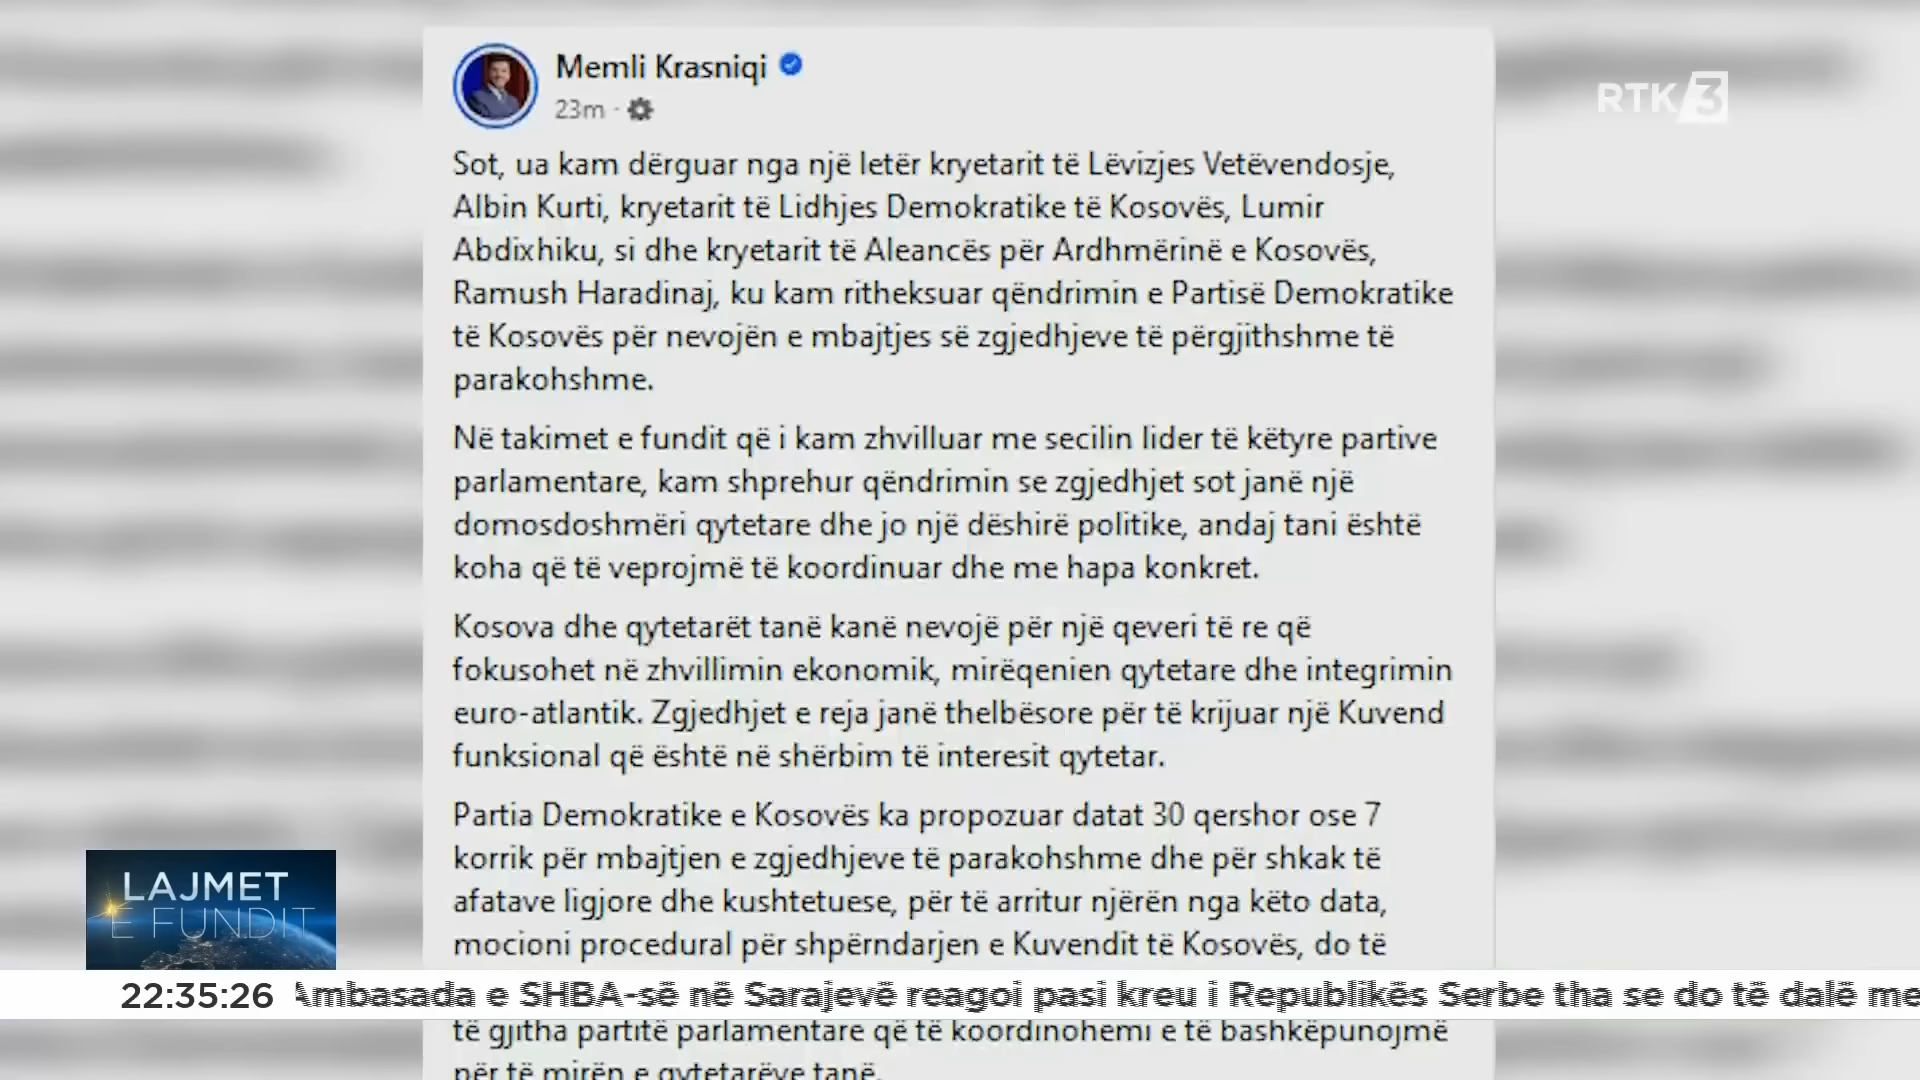 Memli Krasniqi
23m ·
RTK 3
Sot, ua kam dërguar nga një letër kryetarit të Lëvizjes Vetëvendosje,
Albin Kurti, kryetarit të Lidhjes Demokratike të Kosovës, Lumir
Abdixhiku, si dhe kryetarit të Aleancës për Ardhmërinë e Kosovës,
Ramush Haradinaj, ku kam ritheksuar qëndrimin e Partisë Demokratike
të Kosovës për nevojën e mbajtjes së zgjedhjeve të përgjithshme të
parakohshme.
Në takimet e fundit që i kam zhvilluar me secilin lider të këtyre partive
parlamentare, kam shprehur qëndrimin se zgjedhjet sot janë një
domosdoshmëri qytetare dhe jo një dëshirë politike, andaj tani është
koha që të veprojmë të koordinuar dhe me hapa konkret.
Kosova dhe qytetarët tanë kanë nevojë për një qeveri të re që
fokusohet në zhvillimin ekonomik, mirëqenien qytetare dhe integrimin
euro-atlantik. Zgjedhjet e reja janë thelbësore për të krijuar një Kuvend
funksional që është në shërbim të interesit qytetar.
Partia Demokratike e Kosovës ka propozuar datat 30 qershor ose 7
korrik për mbajtjen e zgjedhjeve të parakohshme dhe për shkak të
afatave ligjore dhe kushtetuese, për të arritur njërën nga këto data,
mocioni procedural për shpërndarjen e Kuvendit të Kosovës, do të
LAJMET
E FUNDIT
22:35:26 Ambasada e SHBA-së në Sarajevë reagoi pasi kreu i Republikës Serbe tha se do të dalë me
të gjitha partitë parlamentare që të koordinohemi e të bashkëpunojmë
për të mirën e qytetarëve tanë.